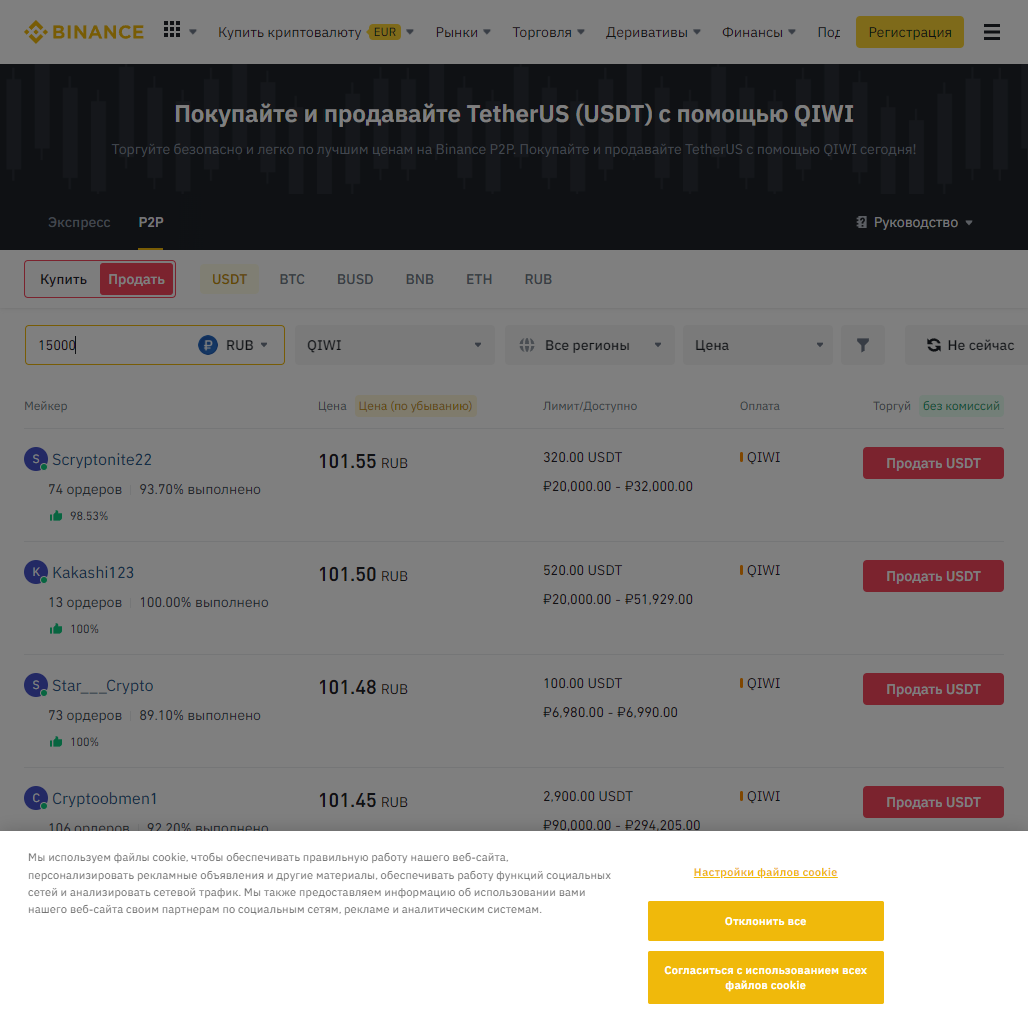 BINANCE
Купить криптовалюту EUR Рынки Торговля Деривативы Финансы Под Регистрация
Покупайте и продавайте TetherUS (USDT) с помощью QIWI
Торгуйте безопасно и легко по лучшим ценам на Binance P2P. Покупайте и продавайте TetherUS с помощью QIWI сегодня!
Экспресс P2P Руководство
Купить Продать USDT BTC BUSD BNB ETH RUB
15000 ₽ RUB QIWI Все регионы Цена Не сейчас
Мейкер Цена Цена (по убыванию) Лимит/Доступно Оплата Торгуй без комиссий
S Scryptonite22 101.55 RUB 320.00 USDT QIWI Продать USDT
74 ордеров 93.70% выполнено ₽20,000.00 - ₽32,000.00
98.53%
K Kakashi123 101.50 RUB 520.00 USDT QIWI Продать USDT
13 ордеров 100.00% выполнено ₽20,000.00 - ₽51,929.00
100%
S Star___Crypto 101.48 RUB 100.00 USDT QIWI Продать USDT
73 ордеров 89.10% выполнено ₽6,980.00 - ₽6,990.00
100%
C Cryptoobmen1 101.45 RUB 2,900.00 USDT QIWI Продать USDT
106 ордеров 92.20% выполнено ₽90,000.00 - ₽294,205.00
Мы используем файлы cookie, чтобы обеспечивать правильную работу нашего веб-сайта,
персонализировать рекламные объявления и другие материалы, обеспечивать работу функций социальных
сетей и анализировать сетевой трафик. Мы также предоставляем информацию об использовании вами
нашего веб-сайта своим партнерам по социальным сетям, рекламе и аналитическим системам.
Настройки файлов cookie
Отклонить все
Согласиться с использованием всех
файлов cookie